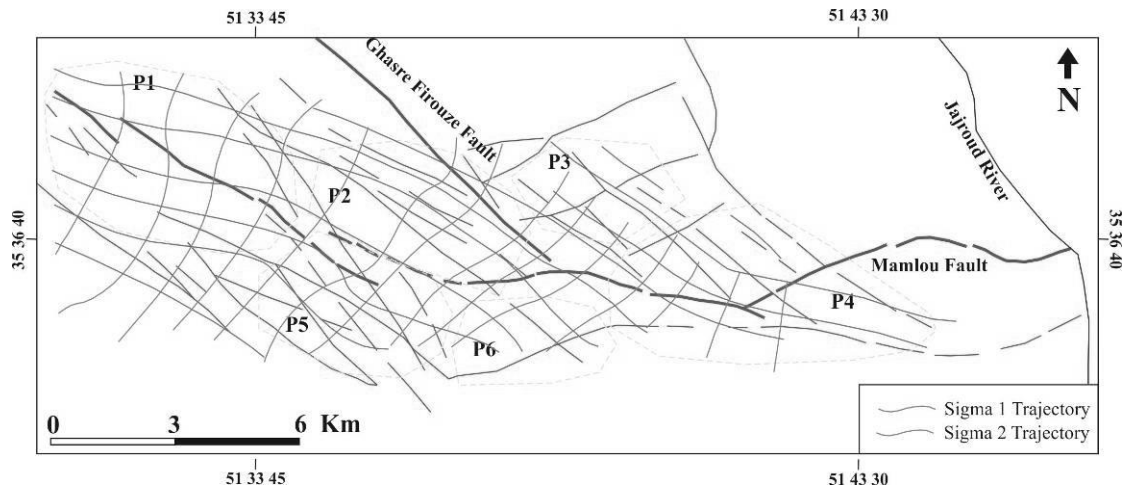 51 33 45
51 43 30
P1
Ghasre Firouze Fault
N
Jajroud River
P3
P2
35 36 40
35 36 40
Mamlou Fault
P4
P5
P6
0 3 6 Km
Sigma 1 Trajectory
Sigma 2 Trajectory
51 33 45
51 43 30